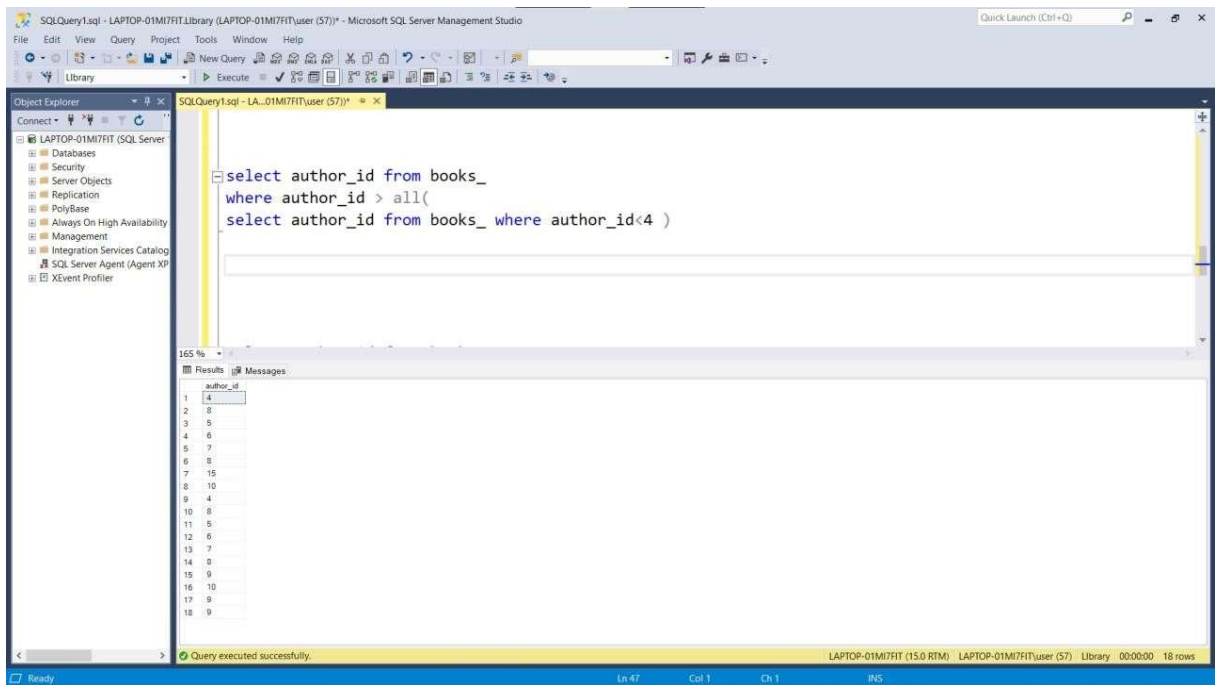 SQLQuery1.sql - LAPTOP-01MI7FIT.Library (LAPTOP-01MI7FIT\user (57))* - Microsoft SQL Server Management Studio
Quick Launch (Ctrl+Q)
File Edit View Query Project Tools Window Help
New Query
Library
Execute
Object Explorer
SQLQuery1.sql - LA...01MI7FIT\user (57))*
Connect
LAPTOP-01MI7FIT (SQL Server
Databases
Security
Server Objects
Replication
PolyBase
Always On High Availability
Management
Integration Services Catalog
SQL Server Agent (Agent XP
XEvent Profiler
select author_id from books_
where author_id > all(
select author_id from books_ where author_id<4 )
165 %
Results Messages
author_id
1 4
2 8
3 5
4 6
5 7
6 8
7 15
8 10
9 4
10 8
11 5
12 6
13 7
14 8
15 9
16 10
17 9
18 9
Query executed successfully.
LAPTOP-01MI7FIT (15.0 RTM) LAPTOP-01MI7FIT\user (57) Library 00:00:00 18 rows
Ready Ln 47 Col 1 Ch 1 INS